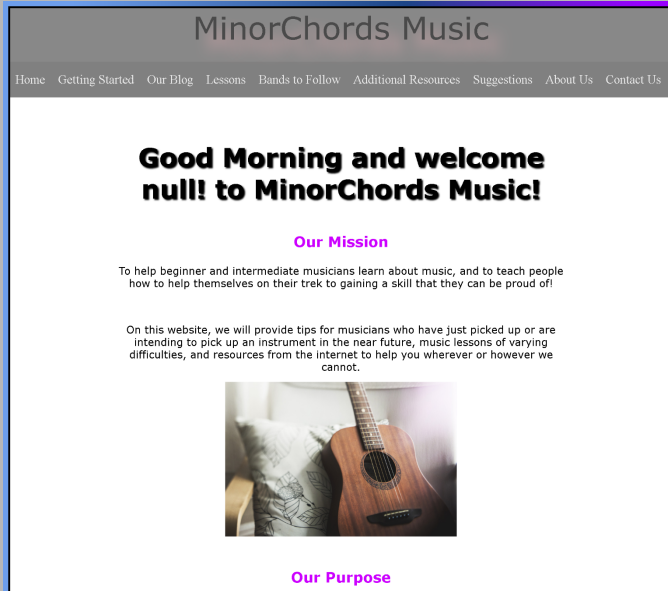 MinorChords Music
Home Getting Started Our Blog Lessons Bands to Follow Additional Resources Suggestions About Us Contact Us
Good Morning and welcome
null! to MinorChords Music!
Our Mission
To help beginner and intermediate musicians learn about music, and to teach people
how to help themselves on their trek to gaining a skill that they can be proud of!
On this website, we will provide tips for musicians who have just picked up or are
intending to pick up an instrument in the near future, music lessons of varying
difficulties, and resources from the internet to help you wherever or however we
cannot.
Our Purpose